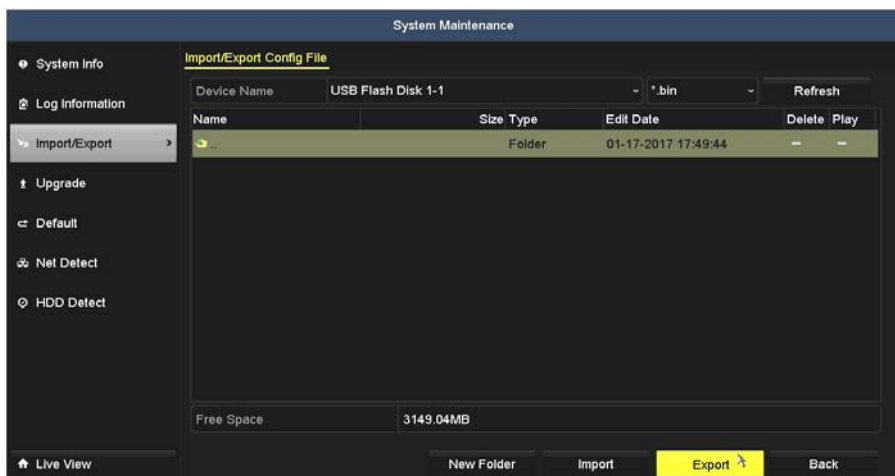 System Maintenance
System Info
Log Information
Import/Export
Upgrade
Default
Net Detect
HDD Detect
Live View
Import/Export Config File
Device Name USB Flash Disk 1-1 *.bin Refresh
Name Size Type Edit Date Delete Play
.. Folder 01-17-2017 17:49:44 — —
Free Space 3149.04MB
New Folder Import Export Back